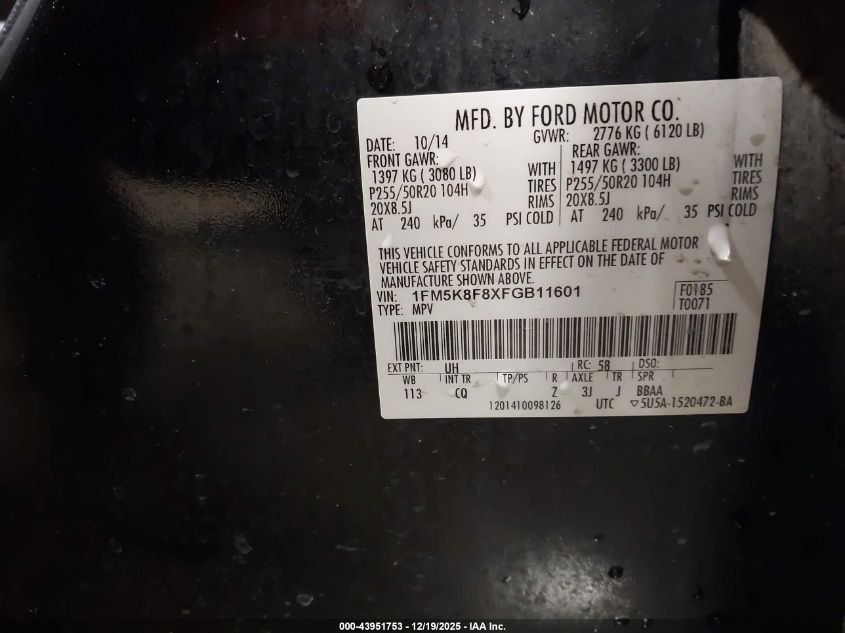 MFD. BY FORD MOTOR CO.
DATE: 10/14 GVWR: 2776 KG ( 6120 LB)
FRONT GAWR: REAR GAWR:
1397 KG ( 3080 LB) WITH 1497 KG ( 3300 LB) WITH
P255/50R20 104H TIRES P255/50R20 104H TIRES
20X8.5J RIMS 20X8.5J RIMS
AT 240 kPa/ 35 PSI COLD AT 240 kPa/ 35 PSI COLD
THIS VEHICLE CONFORMS TO ALL APPLICABLE FEDERAL MOTOR
VEHICLE SAFETY STANDARDS IN EFFECT ON THE DATE OF
MANUFACTURE SHOWN ABOVE.
VIN: 1FM5K8F8XFGB11601 F0185
TYPE: MPV T0071
EXT PNT: UH RC: 58 DSO:
WB INT TR TP/PS R AXLE TR SPR
113 CQ Z 3J J BBAA
1201410098126 UTC ▽5U5A-1520472-BA
000-43951753 - 12/19/2025 - IAA Inc.